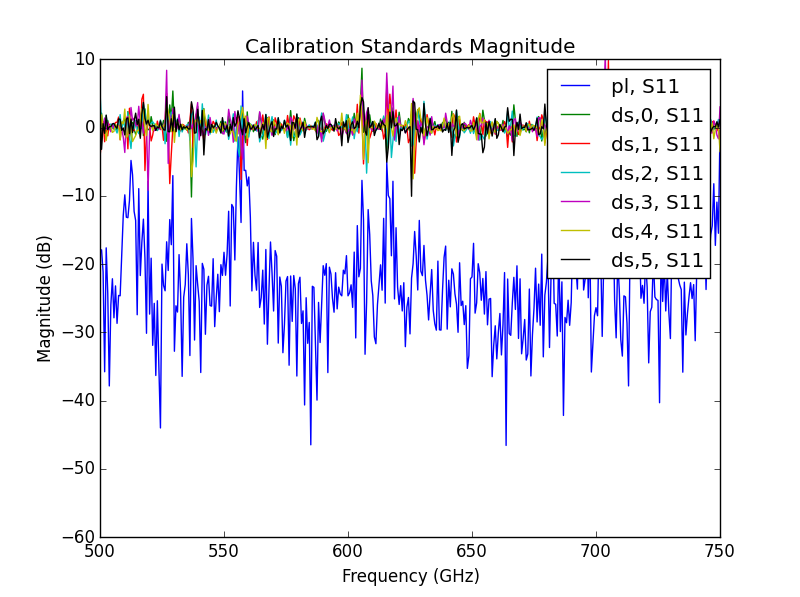 Calibration Standards Magnitude
10
0
−10
−20
−30
−40
−50
−60
Magnitude (dB)
pl, S11
ds,0, S11
ds,1, S11
ds,2, S11
ds,3, S11
ds,4, S11
ds,5, S11
500
550
600
650
700
750
Frequency (GHz)